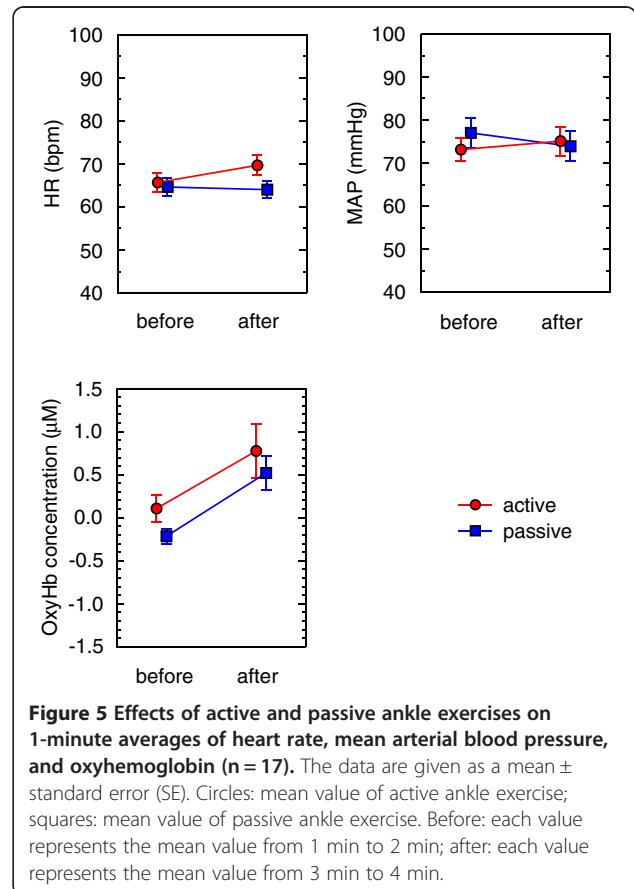 100
90
80
70
60
50
40
HR (bpm)
before after
100
90
80
70
60
50
40
MAP (mmHg)
before after
1.5
1.0
0.5
0.0
-0.5
-1.0
-1.5
OxyHb concentration (μM)
before after
active
passive
Figure 5 Effects of active and passive ankle exercises on
1-minute averages of heart rate, mean arterial blood pressure,
and oxyhemoglobin (n = 17). The data are given as a mean ±
standard error (SE). Circles: mean value of active ankle exercise;
squares: mean value of passive ankle exercise. Before: each value
represents the mean value from 1 min to 2 min; after: each value
represents the mean value from 3 min to 4 min.